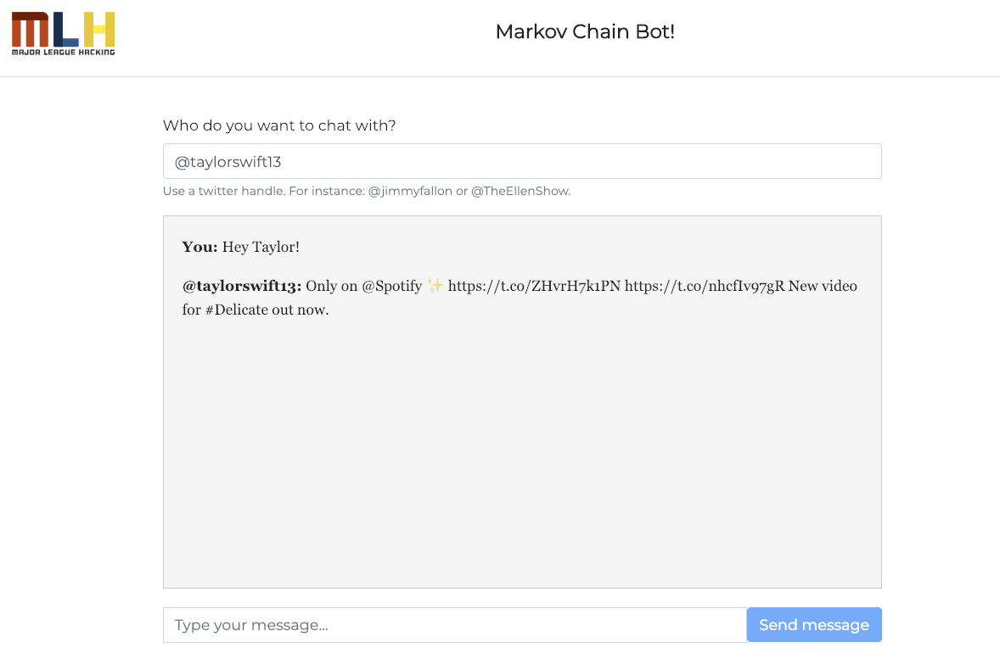 MLH
MAJOR LEAGUE HACKING
Markov Chain Bot!
Who do you want to chat with?
@taylorswift13
Use a twitter handle. For instance: @jimmyfallon or @TheEllenShow.
You: Hey Taylor!
@taylorswift13: Only on @Spotify ✨ https://t.co/ZHvrH7k1PN https://t.co/nhcfIv97gR New video
for #Delicate out now.
Type your message...
Send message